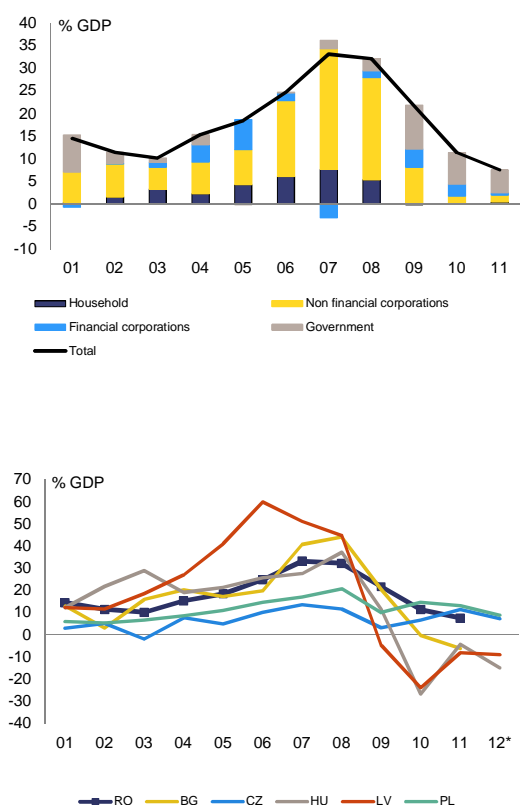 % GDP
40
35
30
25
20
15
10
5
0
-5
-10
01 02 03 04 05 06 07 08 09 10 11
Household Non financial corporations
Financial corporations Government
Total
% GDP
70
60
50
40
30
20
10
0
-10
-20
-30
-40
01 02 03 04 05 06 07 08 09 10 11 12*
RO BG CZ HU LV PL